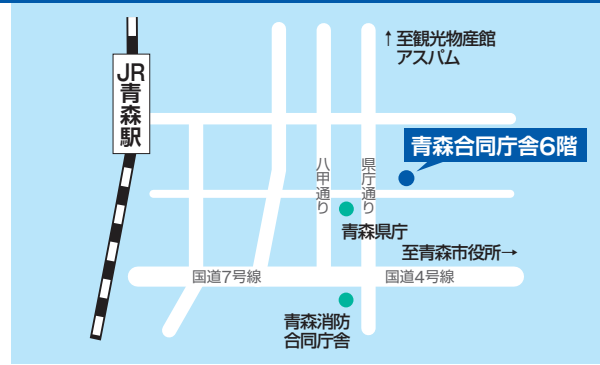 ↑至観光物産館
アスパム
JR青森駅
青森合同庁舎6階
八甲通り
県庁通り
青森県庁
至青森市役所→
国道7号線
国道4号線
青森消防
合同庁舎